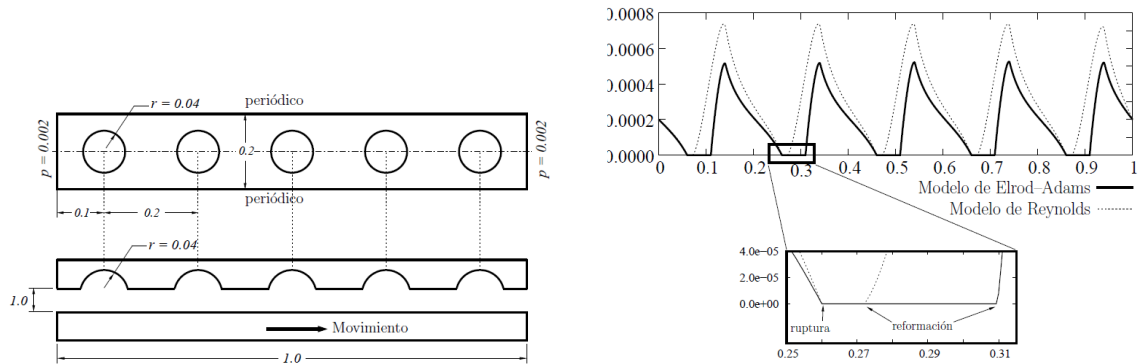 periódico
r = 0.04
p = 0.002
0.2
p = 0.002
periódico
0.1
0.2
r = 0.04
1.0
Movimiento
1.0
0.0008
0.0006
0.0004
0.0002
0.0000
0 0.1 0.2 0.3 0.4 0.5 0.6 0.7 0.8 0.9 1
Modelo de Elrod–Adams
Modelo de Reynolds
4.0e−05
2.0e−05
0.0e+00
ruptura
reformación
0.25 0.27 0.29 0.31